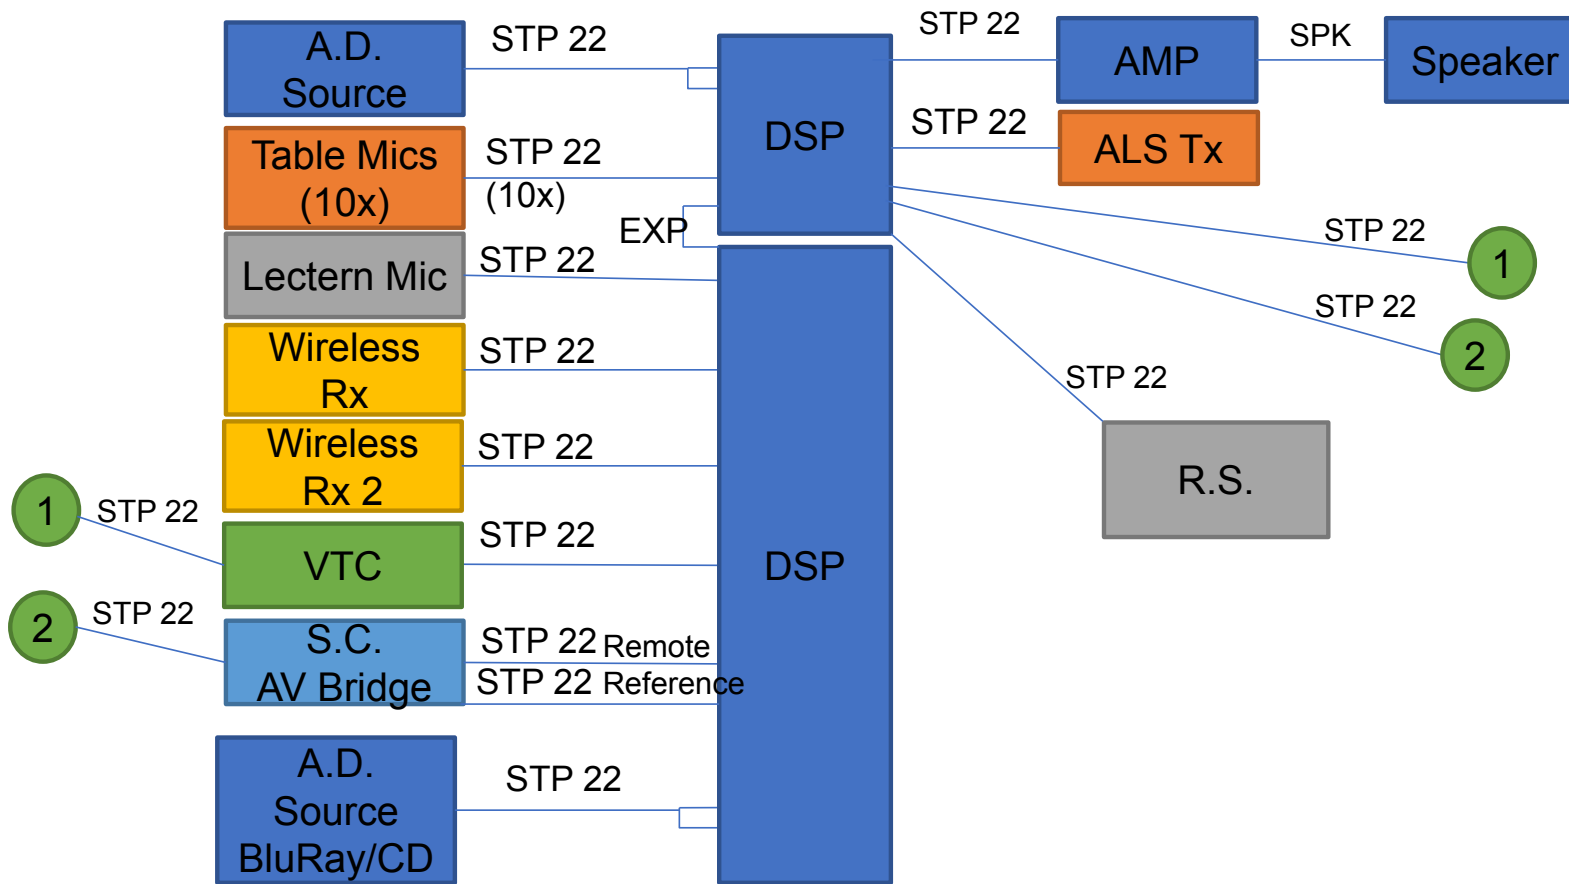 A.D.
Source
STP 22
Table Mics
(10x)
STP 22
(10x)
EXP
Lectern Mic
STP 22
Wireless
Rx
STP 22
Wireless
Rx 2
STP 22
1
STP 22
VTC
STP 22
2
STP 22
S.C.
AV Bridge
STP 22 Remote
STP 22 Reference
A.D.
Source
BluRay/CD
STP 22
DSP
DSP
STP 22
AMP
SPK
Speaker
STP 22
ALS Tx
STP 22
1
STP 22
2
STP 22
R.S.